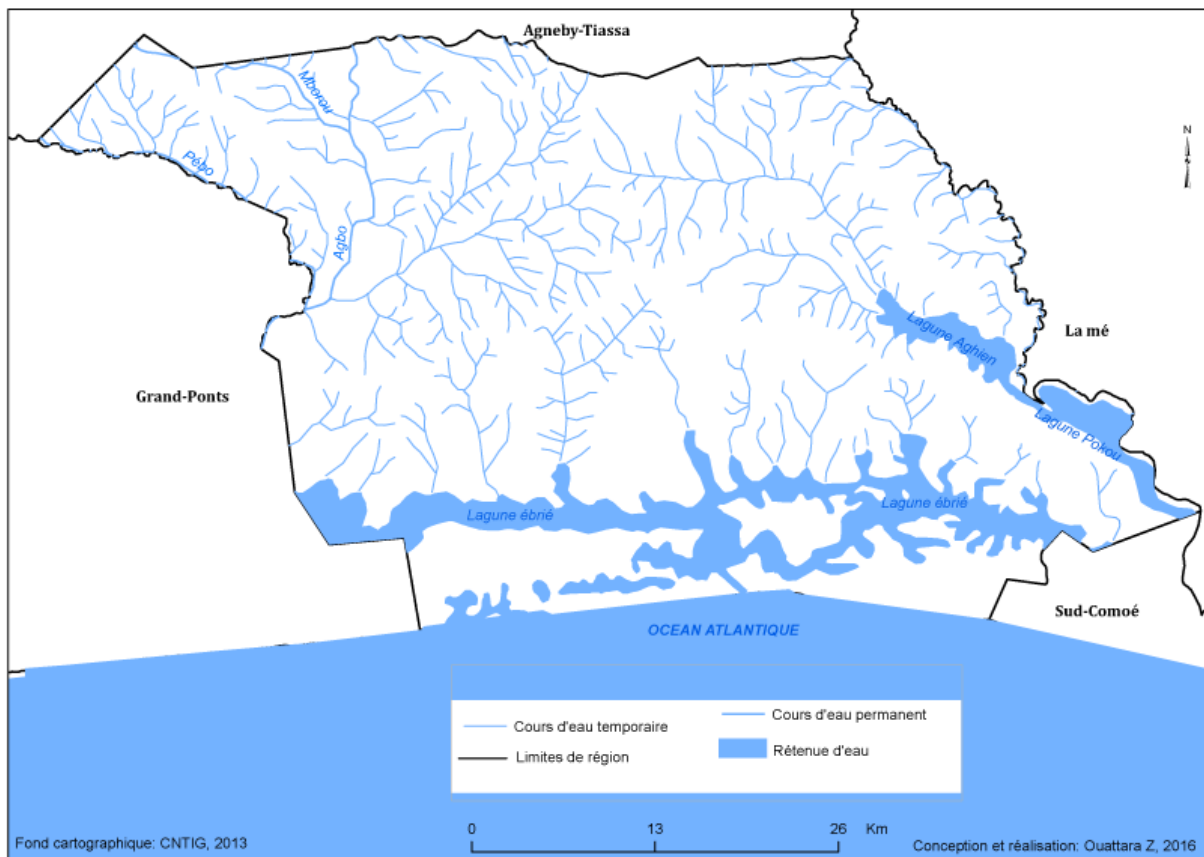 Agneby-Tiassa
Mborou
N
Pébo
Agbo
Lagune Aghien
La mé
Grand-Ponts
Lagune Pokou
Lagune ébrié
Lagune ébrié
Sud-Comoé
OCEAN ATLANTIQUE
Cours d'eau temporaire
Cours d'eau permanent
Limites de région
Rétenue d'eau
0 13 26 Km
Fond cartographique: CNTIG, 2013
Conception et réalisation: Ouattara Z, 2016